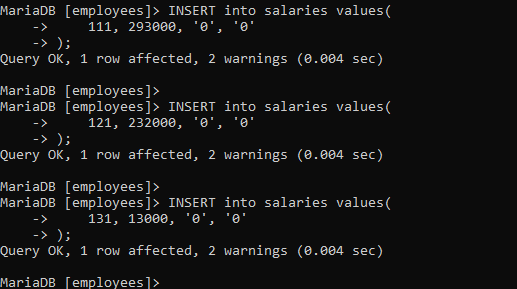 MariaDB [employees]> INSERT into salaries values(
    ->     111, 293000, '0', '0'
    -> );
Query OK, 1 row affected, 2 warnings (0.004 sec)
MariaDB [employees]>
MariaDB [employees]> INSERT into salaries values(
    ->     121, 232000, '0', '0'
    -> );
Query OK, 1 row affected, 2 warnings (0.004 sec)
MariaDB [employees]>
MariaDB [employees]> INSERT into salaries values(
    ->     131, 13000, '0', '0'
    -> );
Query OK, 1 row affected, 2 warnings (0.004 sec)
MariaDB [employees]>